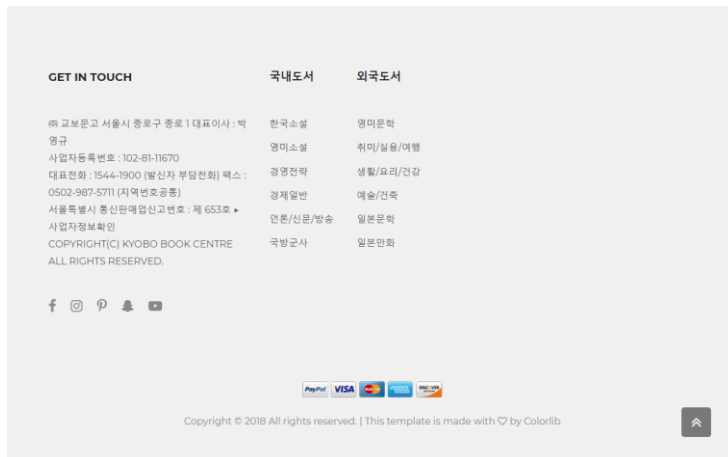 GET IN TOUCH
㈜ 교보문고 서울시 종로구 종로 1 대표이사 : 박
영규
사업자등록번호 : 102-81-11670
대표전화 : 1544-1900 (발신자 부담전화) 팩스 :
0502-987-5711 (지역번호공통)
서울특별시 통신판매업신고번호 : 제 653호 ▸
사업자정보확인
COPYRIGHT(C) KYOBO BOOK CENTRE
ALL RIGHTS RESERVED.
국내도서
한국소설
영미소설
경영전략
경제일반
언론/신문/방송
국방군사
외국도서
영미문학
취미/실용/여행
생활/요리/건강
예술/건축
일본문학
일본만화
PayPal VISA DISCOVER
Copyright © 2018 All rights reserved. | This template is made with ♡ by Colorlib